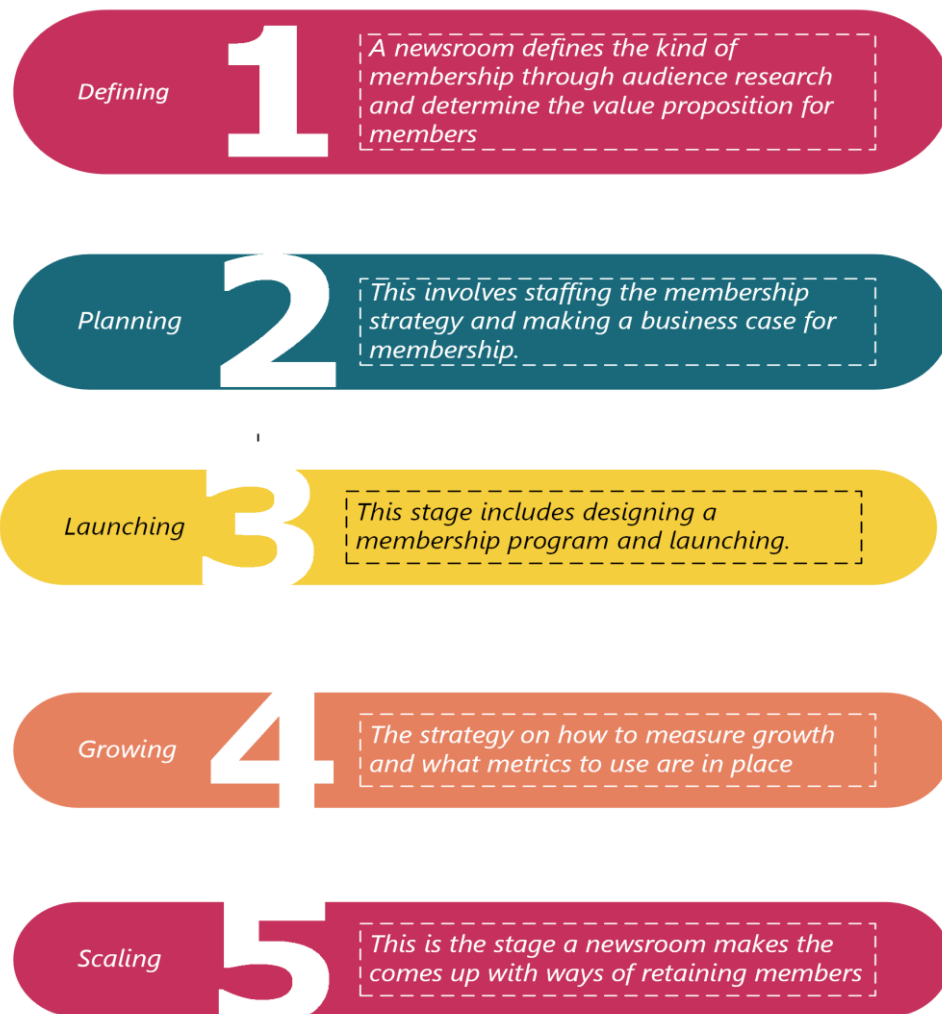 Defining
1
A newsroom defines the kind of
membership through audience research
and determine the value proposition for
members
Planning
2
This involves staffing the membership
strategy and making a business case for
membership.
Launching
3
This stage includes designing a
membership program and launching.
Growing
4
The strategy on how to measure growth
and what metrics to use are in place
Scaling
5
This is the stage a newsroom makes the
comes up with ways of retaining members